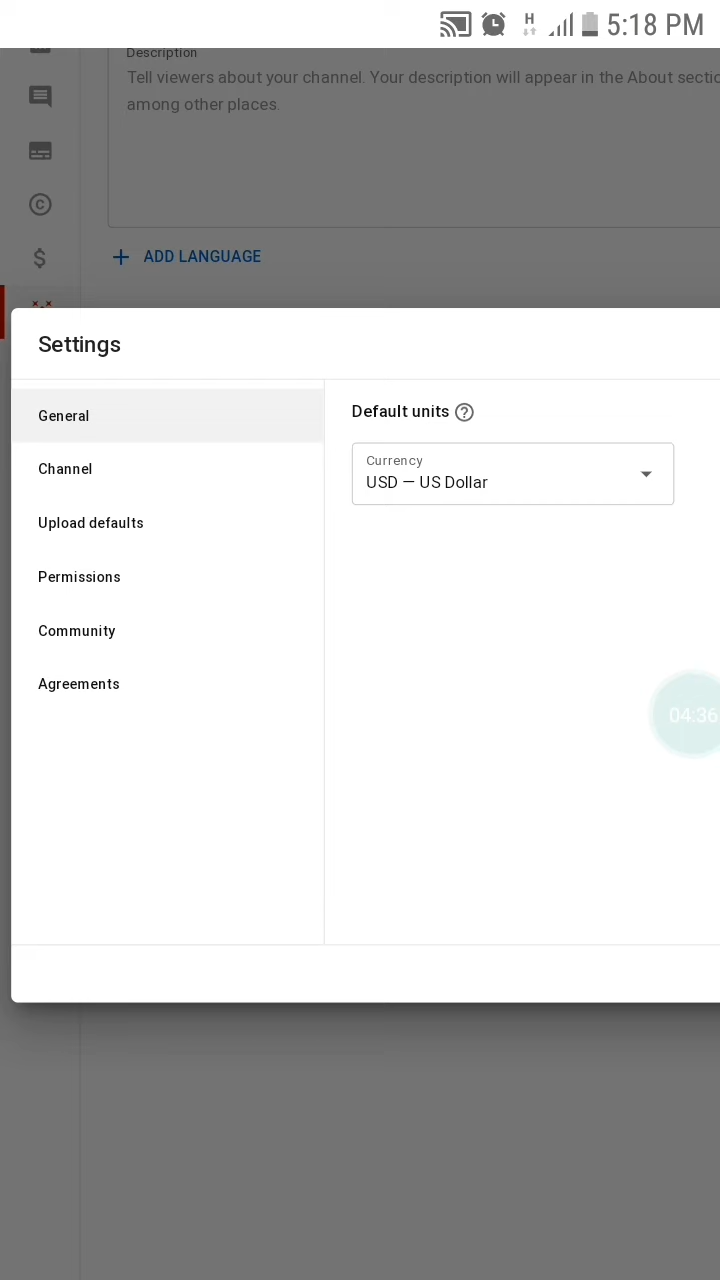 H 5:18 PM
Description
Tell viewers about your channel. Your description will appear in the About
among other places.
ADD LANGUAGE
Settings
General
Default units
Currency
USD — US Dollar
Channel
Upload defaults
Permissions
Community
Agreements
04:36